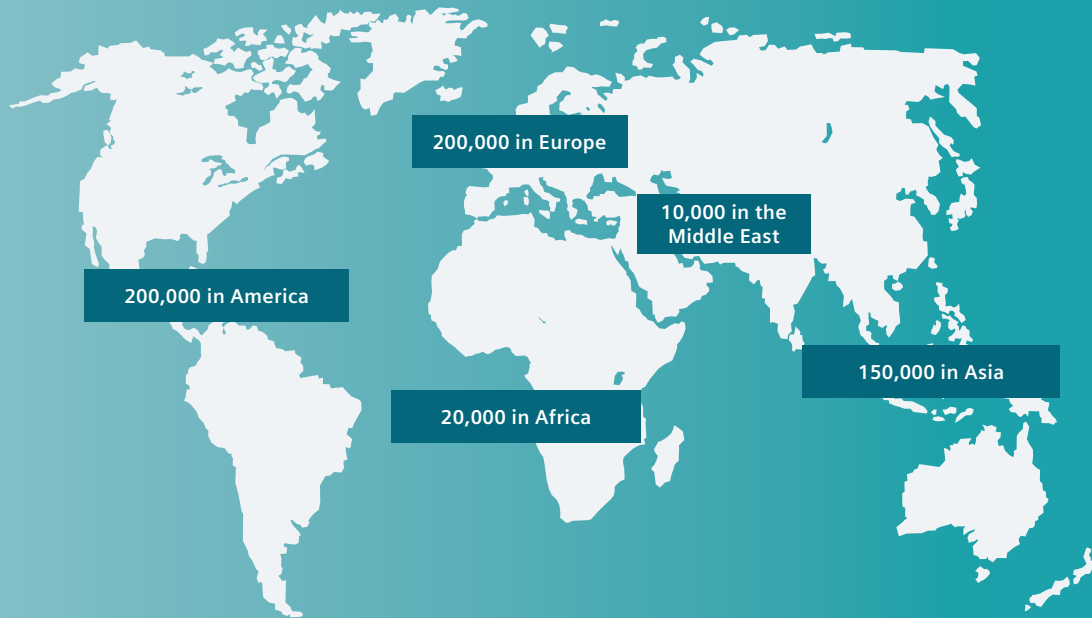 200,000 in Europe
10,000 in the
Middle East
200,000 in America
150,000 in Asia
20,000 in Africa